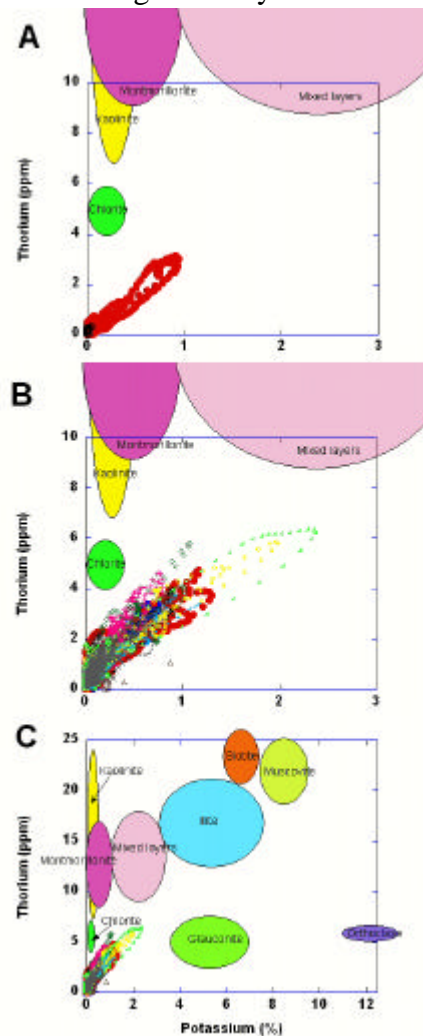 A
10
Montmorillonite
Mixed layers
Kaolinite
8
Thorium (ppm)
6
Chlorite
4
2
0
0
1
2
3
B
10
Montmorillonite
Mixed layers
Kaolinite
8
Thorium (ppm)
6
Chlorite
4
2
0
0
1
2
3
C
25
Biotite
Muscovite
Kaolinite
20
Illite
Thorium (ppm)
15
Montmorillonite
Mixed layers
10
Chlorite
5
Glauconite
Orthoclase
0
0
2
4
6
8
10
12
Potassium (%)